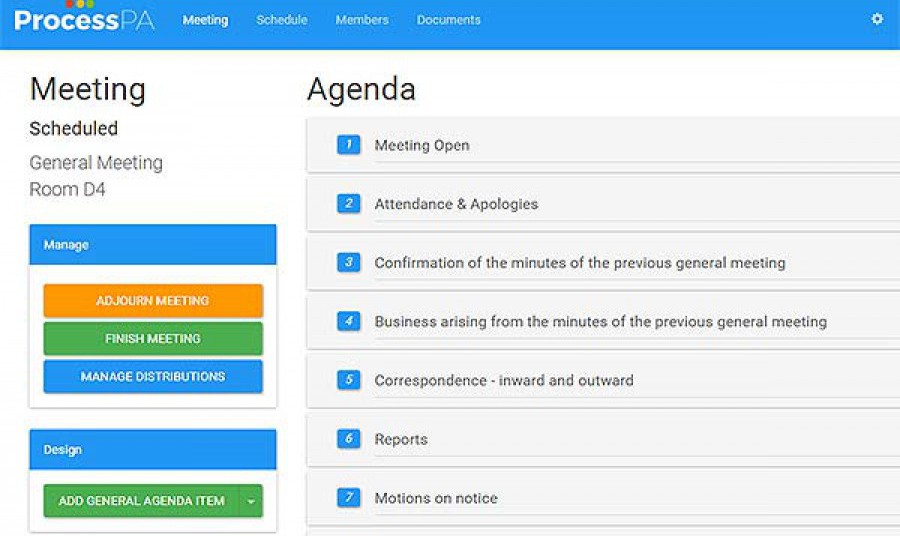 ProcessPA
Meeting
Schedule
Members
Documents
Meeting
Scheduled
General Meeting
Room D4
Manage
ADJOURN MEETING
FINISH MEETING
MANAGE DISTRIBUTIONS
Design
ADD GENERAL AGENDA ITEM
Agenda
1 Meeting Open
2 Attendance & Apologies
3 Confirmation of the minutes of the previous general meeting
4 Business arising from the minutes of the previous general meeting
5 Correspondence - inward and outward
6 Reports
7 Motions on notice